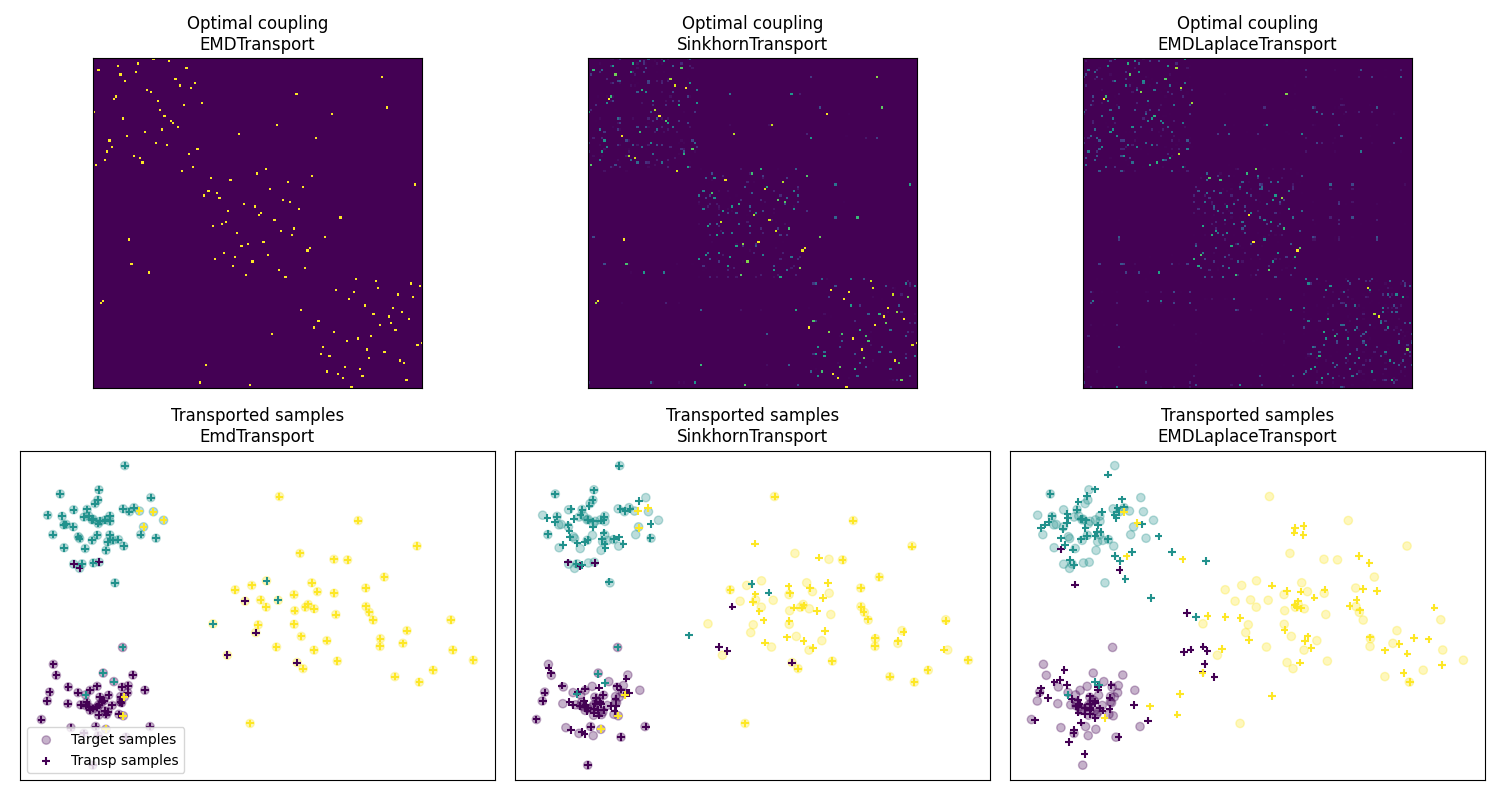 Optimal coupling
EMDTransport
Optimal coupling
SinkhornTransport
Optimal coupling
EMDLaplaceTransport
Transported samples
EmdTransport
Transported samples
SinkhornTransport
Transported samples
EMDLaplaceTransport
Target samples
Transp samples